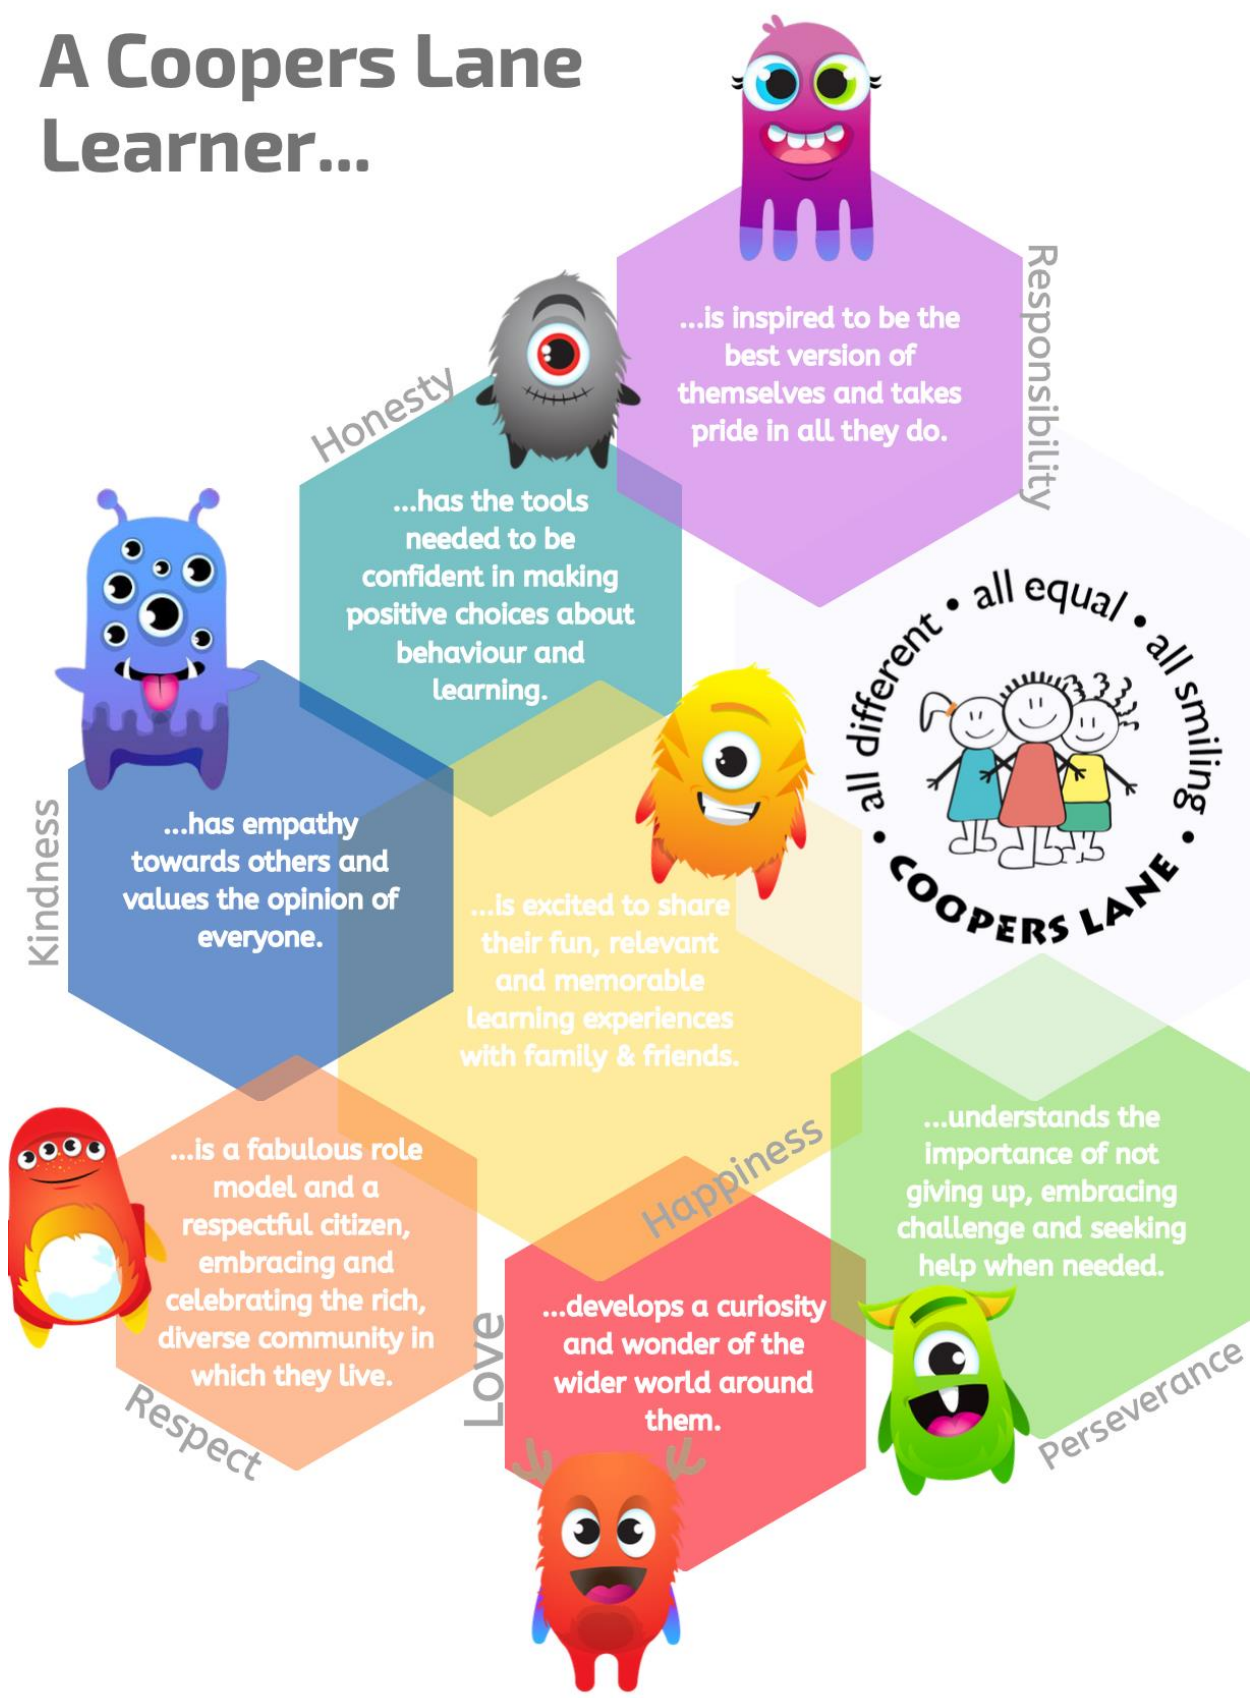 A Coopers Lane
Learner...
Responsibility
...is inspired to be the
best version of
themselves and takes
pride in all they do.
Honesty
...has the tools
needed to be
confident in making
positive choices about
behaviour and
learning.
• all different • all equal • all smiling •
COOPERS LANE
Kindness
...has empathy
towards others and
values the opinion of
everyone.
...is excited to share
their fun, relevant
and memorable
learning experiences
with family & friends.
Happiness
...understands the
importance of not
giving up, embracing
challenge and seeking
help when needed.
Perseverance
...is a fabulous role
model and a
respectful citizen,
embracing and
celebrating the rich,
diverse community in
which they live.
Respect
Love
...develops a curiosity
and wonder of the
wider world around
them.